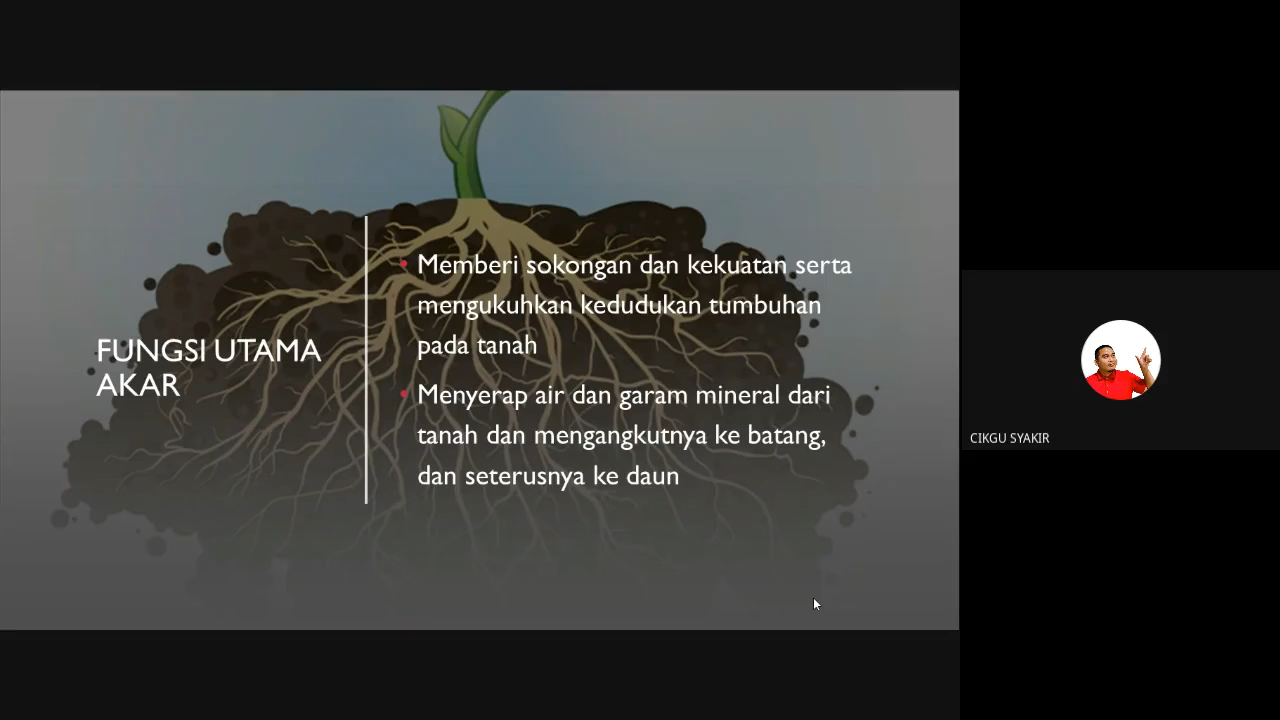 FUNGSI UTAMA
AKAR
Memberi sokongan dan kekuatan serta
mengukuhkan kedudukan tumbuhan
pada tanah
Menyerap air dan garam mineral dari
tanah dan mengangkutnya ke batang,
dan seterusnya ke daun
CIKGU SYAKIR